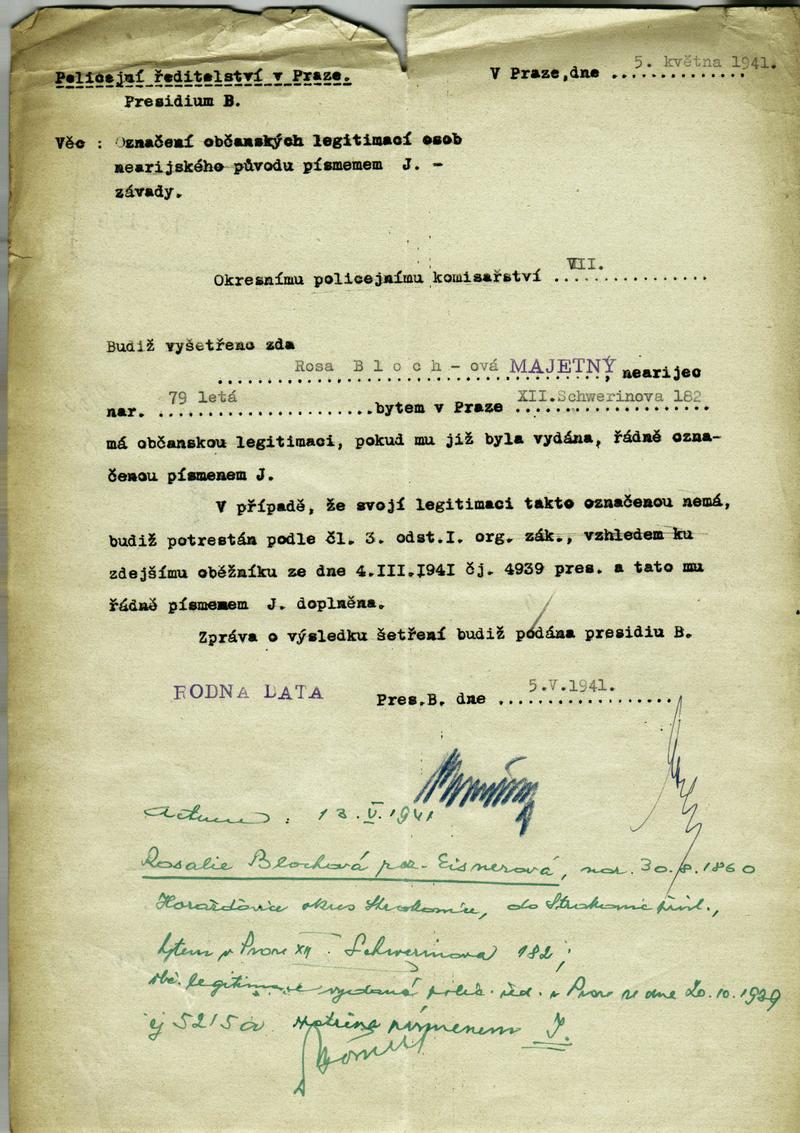 Policejní ředitelství v Praze.
V Praze, dne 5. května 1941.
Presidium B.
Věc : Označení občanských legitimací osob
nearijského původu písmemem J. -
závady.
Okresnímu policejnímu komisařství VII.
Budiž vyšetřeno zda
Rosa Bloch-ová MAJETNÝ, nearijec
nar. 79 letá bytem v Praze XII.Schwerinova 182
má občanskou legitimaci, pokud mu již byla vydána, řádně ozna-
čenou písmenem J.
V případě, že svojí legitimaci takto označenou nemá,
budiž potrestán podle čl. 3. odst.I. org. zák., vzhledem ku
zdejšímu oběžníku ze dne 4.III.1941 čj. 4939 pres. a tato mu
řádně písmenem J. doplněna.
Zpráva o výsledku šetření budiž podána presidiu B.
RODNA DATA
Pres.B. dne 5.V.1941.
Actum : 13.V.1941
Rosalie Blochová roz. Eisnerová, nar. 30.8.1860
Horažďovice okres Strakonice, do Strakonic přísl.,
bytem v Praze XII. Schwerinova 182,
obč. legitimace vydaná polic. řed. v Praze ze dne 20.10.1939
čj 5215 písmenem J.